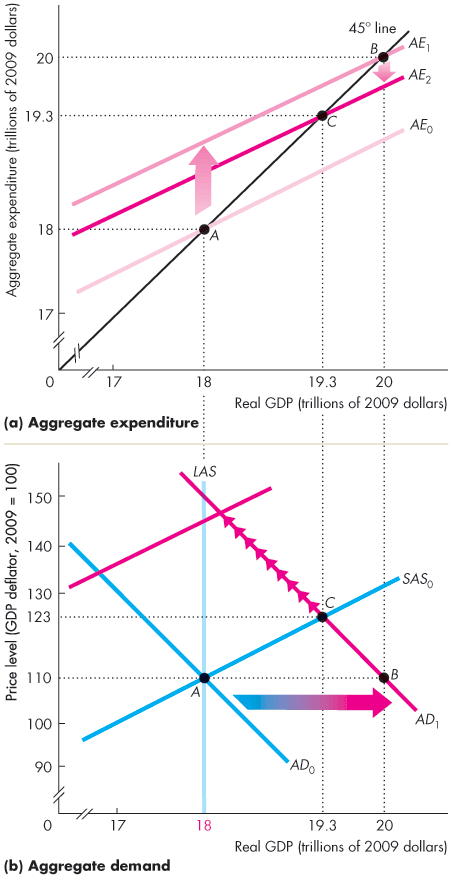 45° line
B
AE1
20
AE2
19.3
C
AE0
18
A
17
0
17
18
19.3
20
Aggregate expenditure (trillions of 2009 dollars)
Real GDP (trillions of 2009 dollars)
(a) Aggregate expenditure
LAS
150
140
SAS0
130
C
123
110
A
B
100
AD1
90
AD0
0
17
18
19.3
20
Price level (GDP deflator, 2009 = 100)
Real GDP (trillions of 2009 dollars)
(b) Aggregate demand